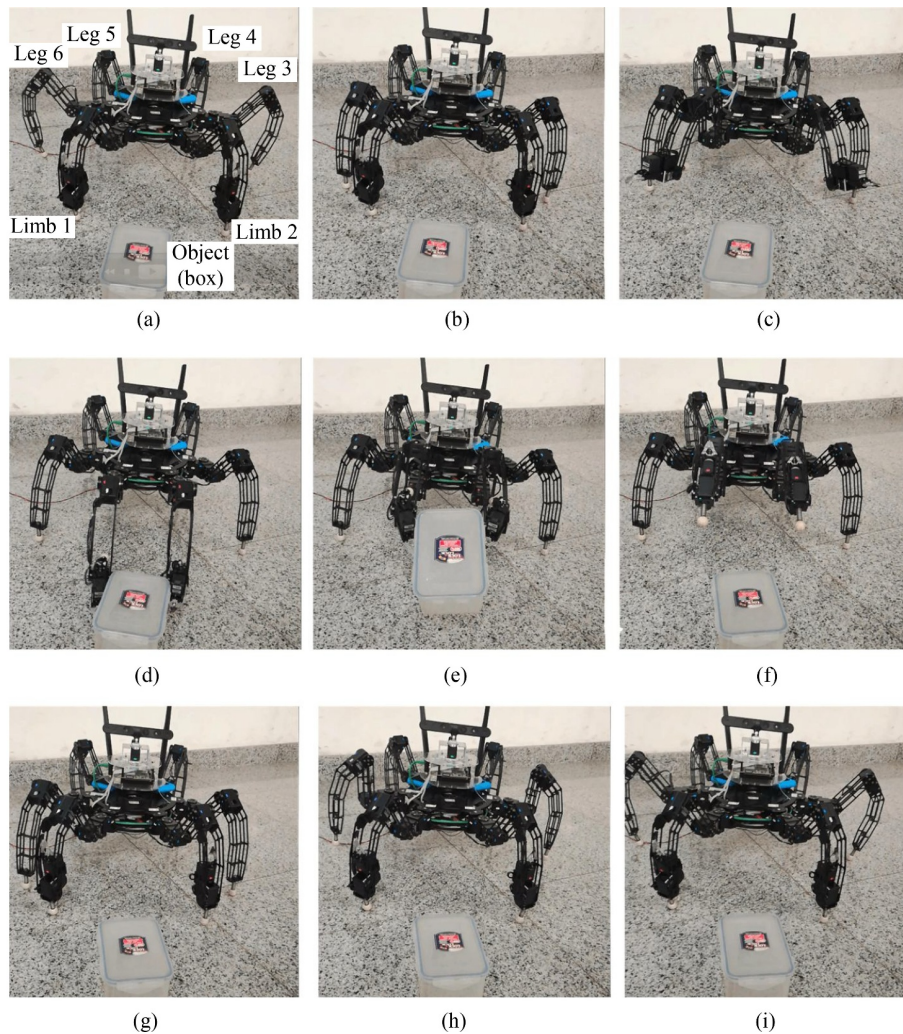 Leg 5
Leg 4
Leg 6
Leg 3
Limb 1
Limb 2
Object
(box)
(a)
(b)
(c)
(d)
(e)
(f)
(g)
(h)
(i)